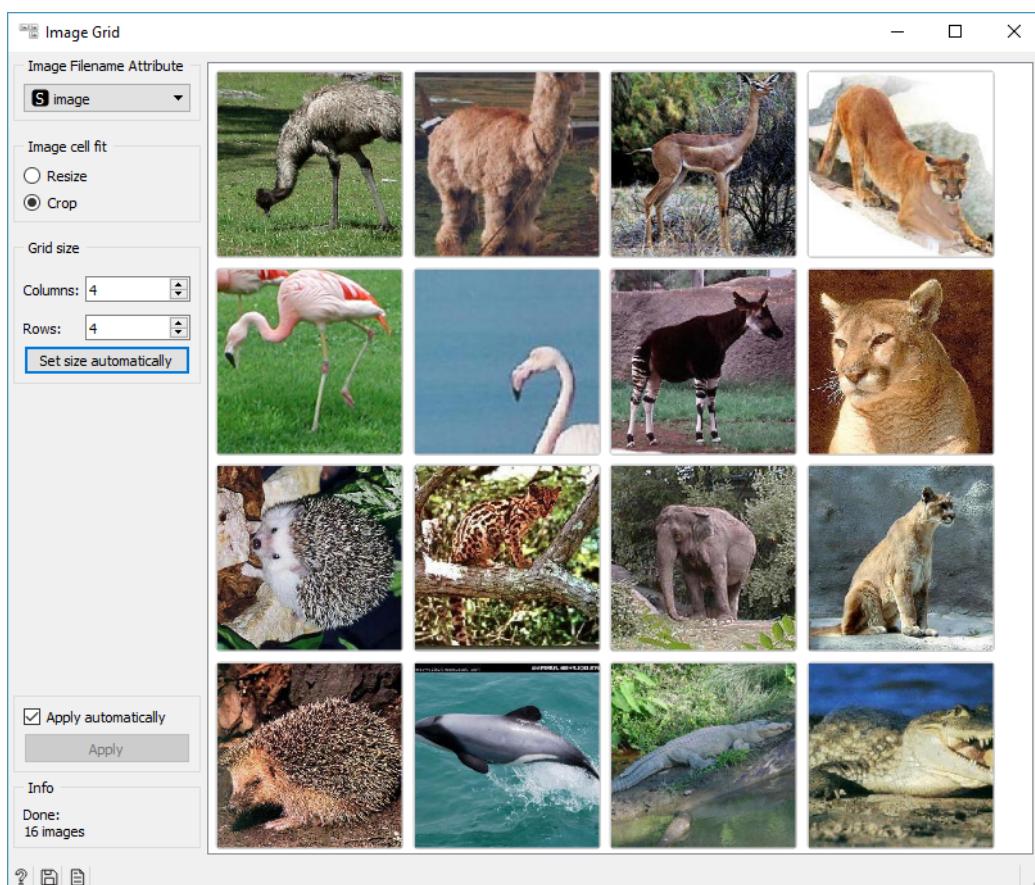 Image Grid
Image Filename Attribute
S image
Image cell fit
Resize
Crop
Grid size
Columns: 4
Rows: 4
Set size automatically
Apply automatically
Apply
Info
Done:
16 images
?